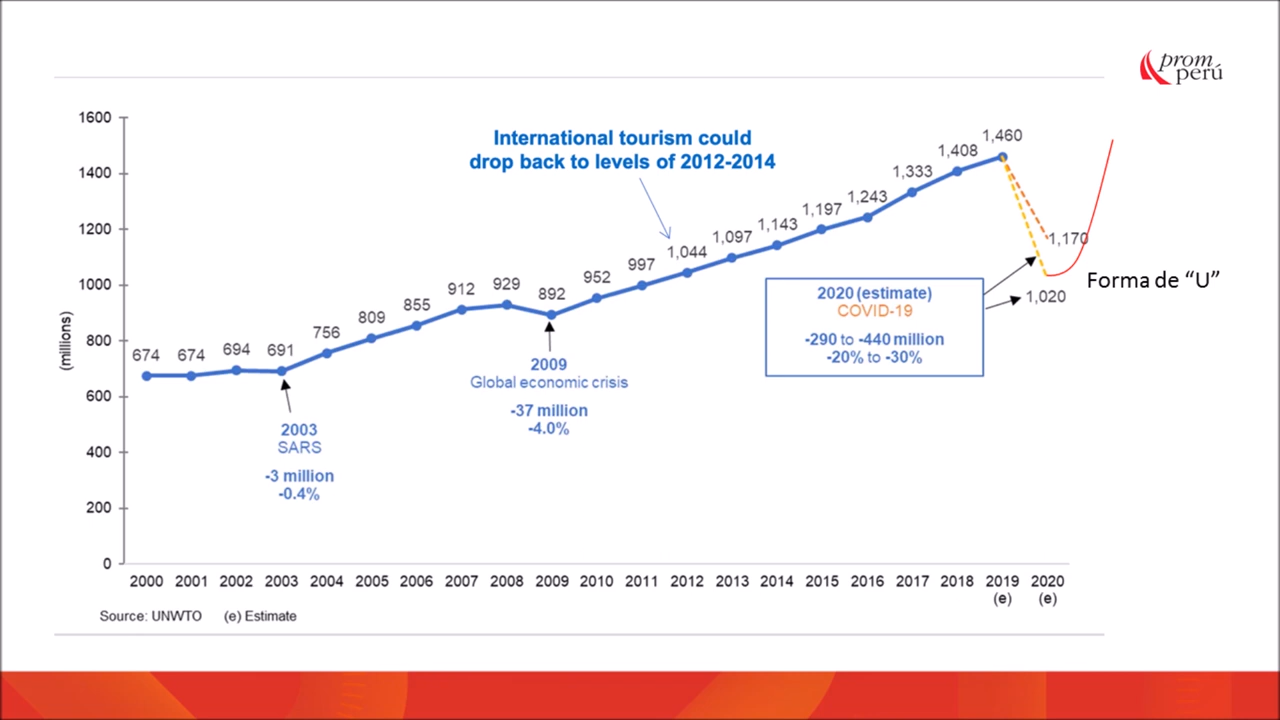 prom
perú
1600
1400
1200
1000
800
600
400
200
0
(millions)
International tourism could
drop back to levels of 2012-2014
674
674
694
691
756
809
855
912
929
892
952
997
1,044
1,097
1,143
1,197
1,243
1,333
1,408
1,460
1,170
1,020
Forma de “U”
2003
SARS
-3 million
-0.4%
2009
Global economic crisis
-37 million
-4.0%
2020 (estimate)
COVID-19
-290 to -440 million
-20% to -30%
2000 2001 2002 2003 2004 2005 2006 2007 2008 2009 2010 2011 2012 2013 2014 2015 2016 2017 2018 2019 2020
(e) (e)
Source: UNWTO (e) Estimate